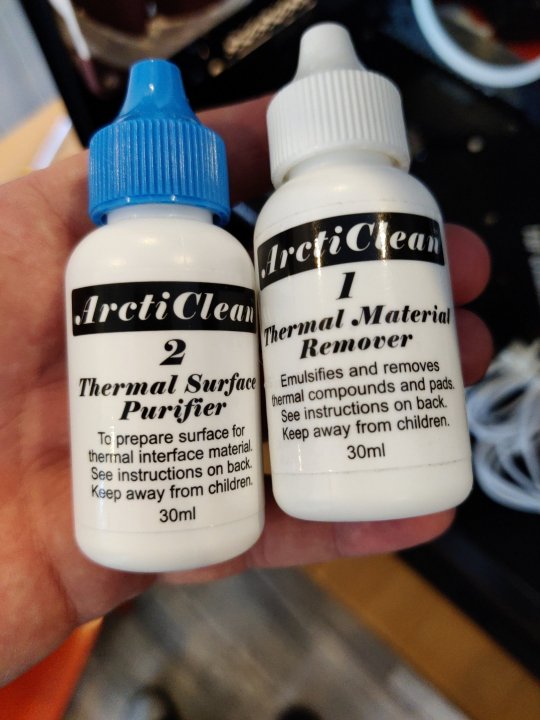 ArctiClean
2
Thermal Surface
Purifier
To prepare surface for
thermal interface material.
See instructions on back.
Keep away from children.
30ml
ArctiClean
1
Thermal Material
Remover
Emulsifies and removes
thermal compounds and pads.
See instructions on back.
Keep away from children.
30ml